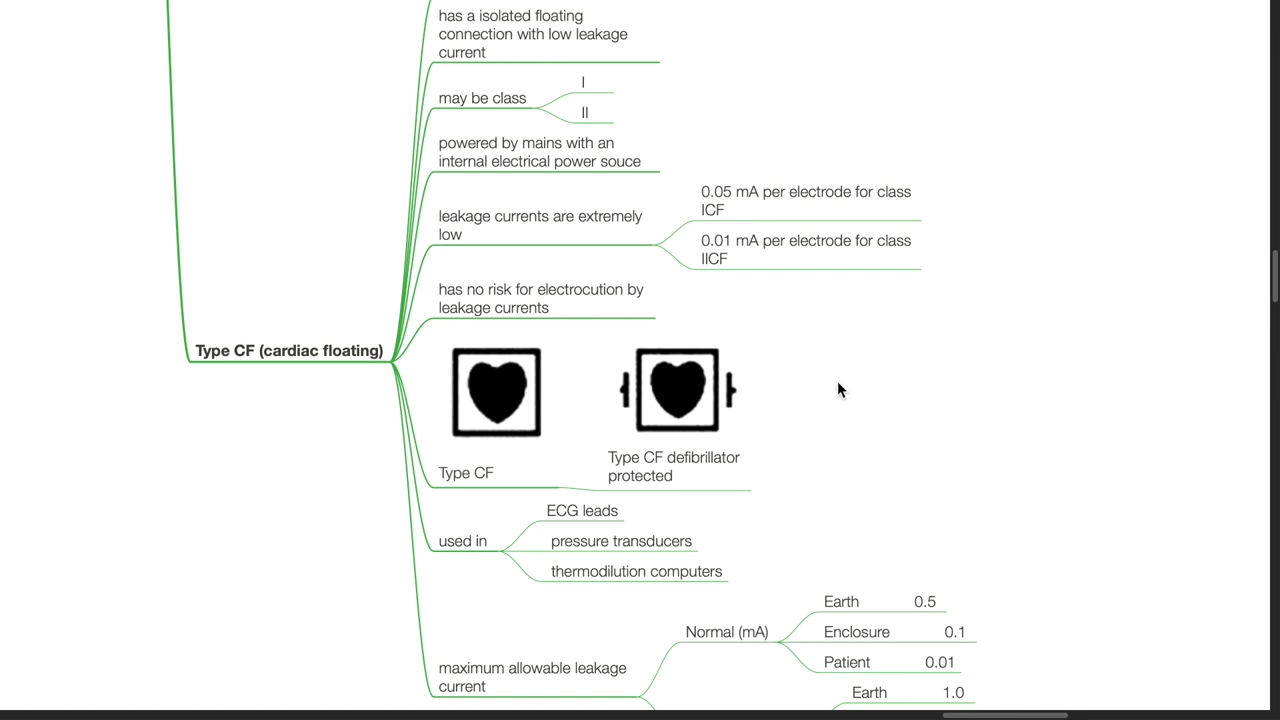 has a isolated floating
connection with low leakage
current
may be class
I
II
powered by mains with an
internal electrical power souce
leakage currents are extremely
low
0.05 mA per electrode for class
ICF
0.01 mA per electrode for class
IICF
has no risk for electrocution by
leakage currents
Type CF (cardiac floating)
Type CF
Type CF defibrillator
protected
used in
ECG leads
pressure transducers
thermodilution computers
maximum allowable leakage
current
Normal (mA)
Earth 0.5
Enclosure 0.1
Patient 0.01
Earth 1.0